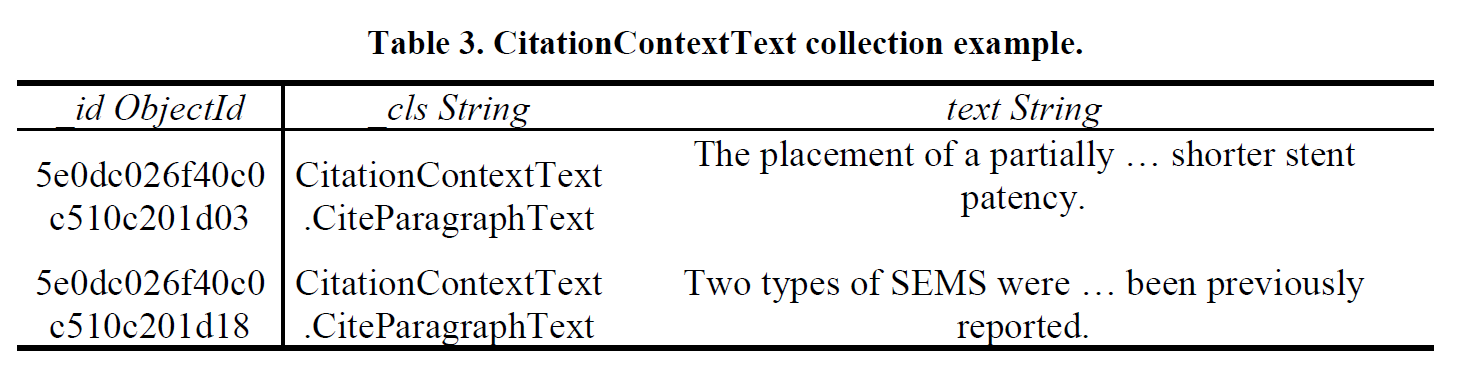 Table 3. CitationContextText collection example.
_id ObjectId _cls String text String
5e0dc026f40c0 CitationContextText The placement of a partially … shorter stent
c510c201d03 .CiteParagraphText patency.
5e0dc026f40c0 CitationContextText Two types of SEMS were … been previously
c510c201d18 .CiteParagraphText reported.